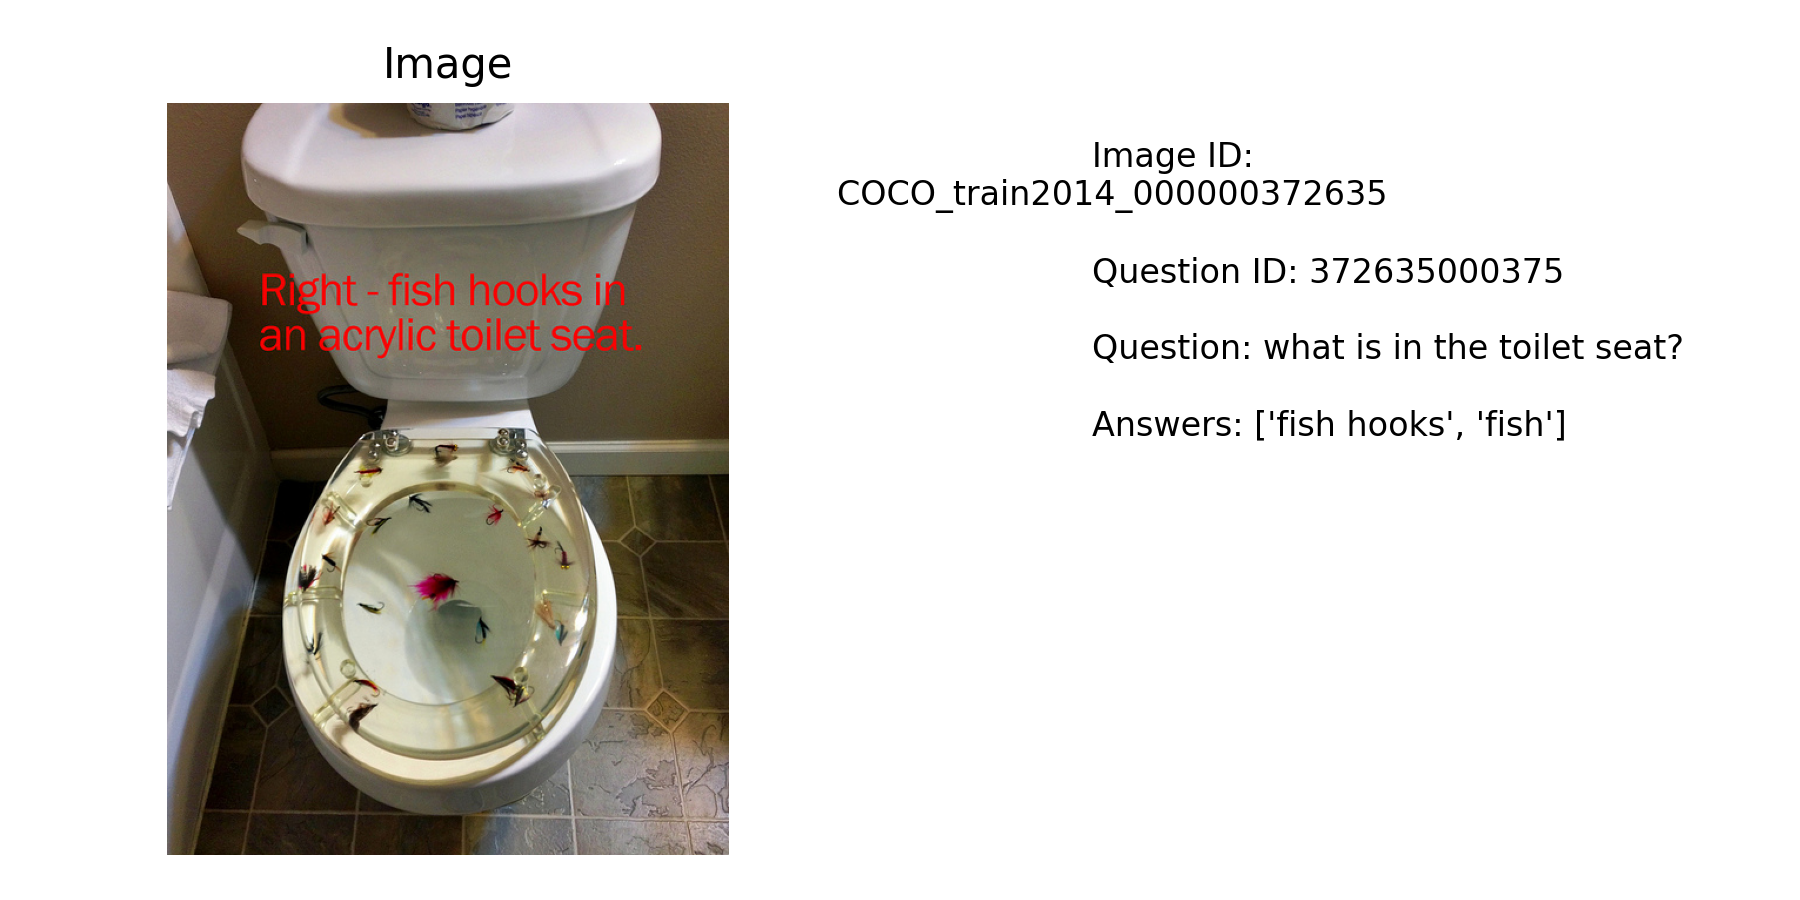 Image
Right - fish hooks in
an acrylic toilet seat.
Image ID:
COCO_train2014_000000372635
Question ID: 372635000375
Question: what is in the toilet seat?
Answers: ['fish hooks', 'fish']